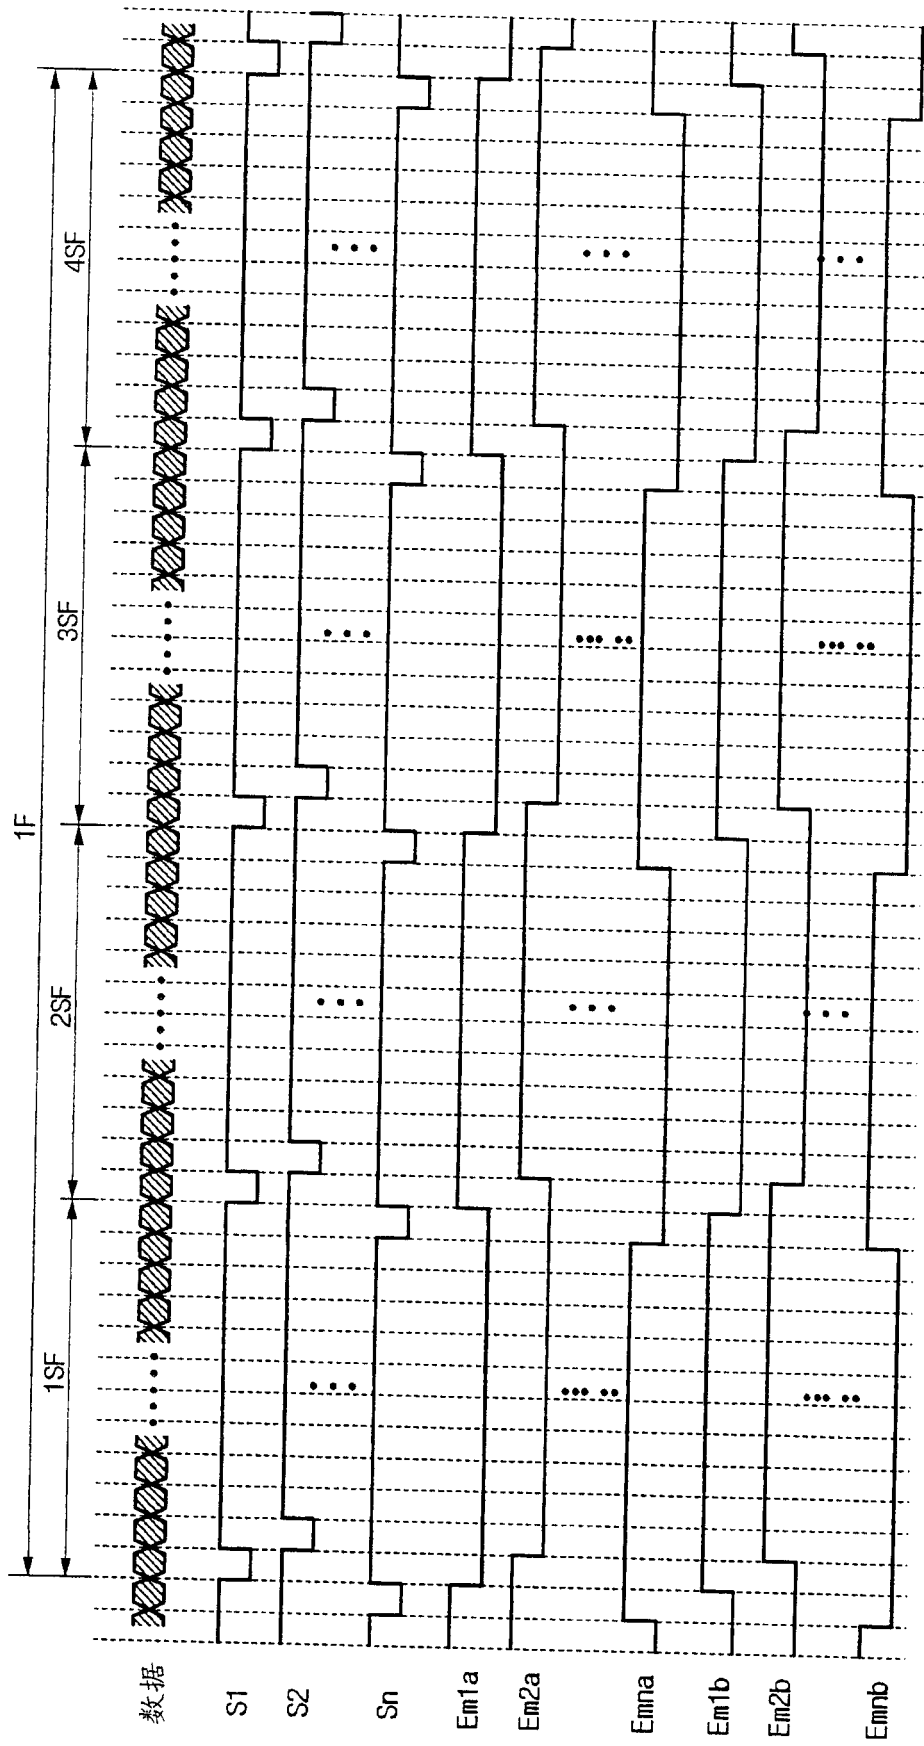 1F
1SF
2SF
3SF
4SF
数据
S1
S2
Sn
Em1a
Em2a
Emna
Em1b
Em2b
Emnb